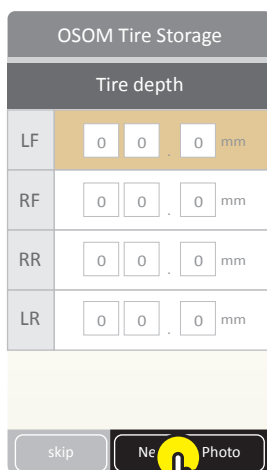 OSOM Tire Storage
Tire depth
LF 0 0 . 0 mm
RF 0 0 . 0 mm
RR 0 0 . 0 mm
LR 0 0 . 0 mm
skip Photo